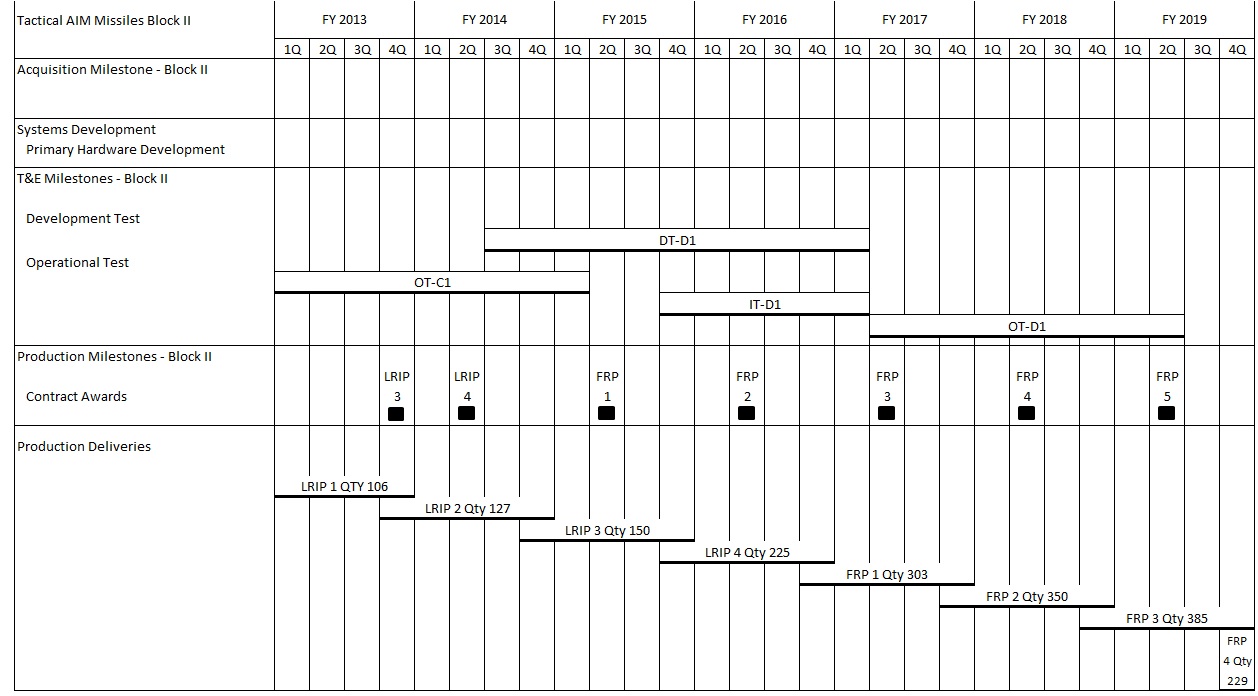 Tactical AIM Missiles Block II FY 2013 FY 2014 FY 2015 FY 2016 FY 2017 FY 2018 FY 2019
1Q 2Q 3Q 4Q 1Q 2Q 3Q 4Q 1Q 2Q 3Q 4Q 1Q 2Q 3Q 4Q 1Q 2Q 3Q 4Q 1Q 2Q 3Q 4Q 1Q 2Q 3Q 4Q
Acquisition Milestone - Block II
Systems Development
Primary Hardware Development
T&E Milestones - Block II
Development Test
DT-D1
Operational Test
OT-C1
IT-D1
OT-D1
Production Milestones - Block II
LRIP LRIP FRP FRP FRP FRP FRP
Contract Awards 3 4 1 2 3 4 5
Production Deliveries
LRIP 1 QTY 106
LRIP 2 Qty 127
LRIP 3 Qty 150
LRIP 4 Qty 225
FRP 1 Qty 303
FRP 2 Qty 350
FRP 3 Qty 385
FRP
4 Qty
229